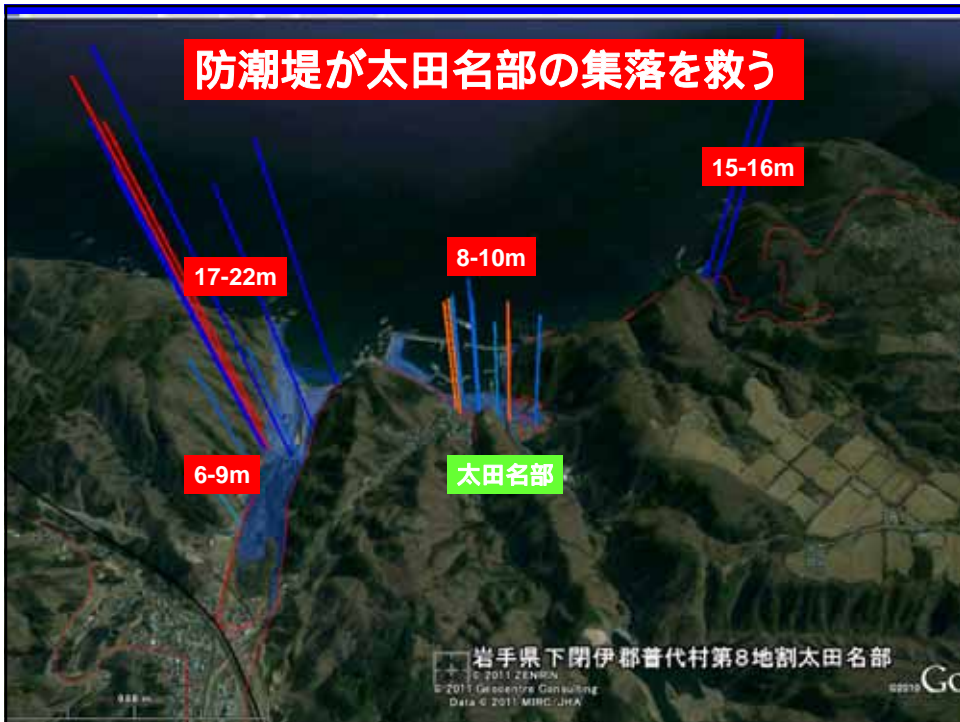 防潮堤が太田名部の集落を救う
15-16m
8-10m
17-22m
6-9m
太田名部
岩手県下閉伊郡普代村第8地割太田名部
© 2011 ZENRIN
© 2011 Geocentre Consulting
Data © 2011 MIRC/JHA
©2010 Go